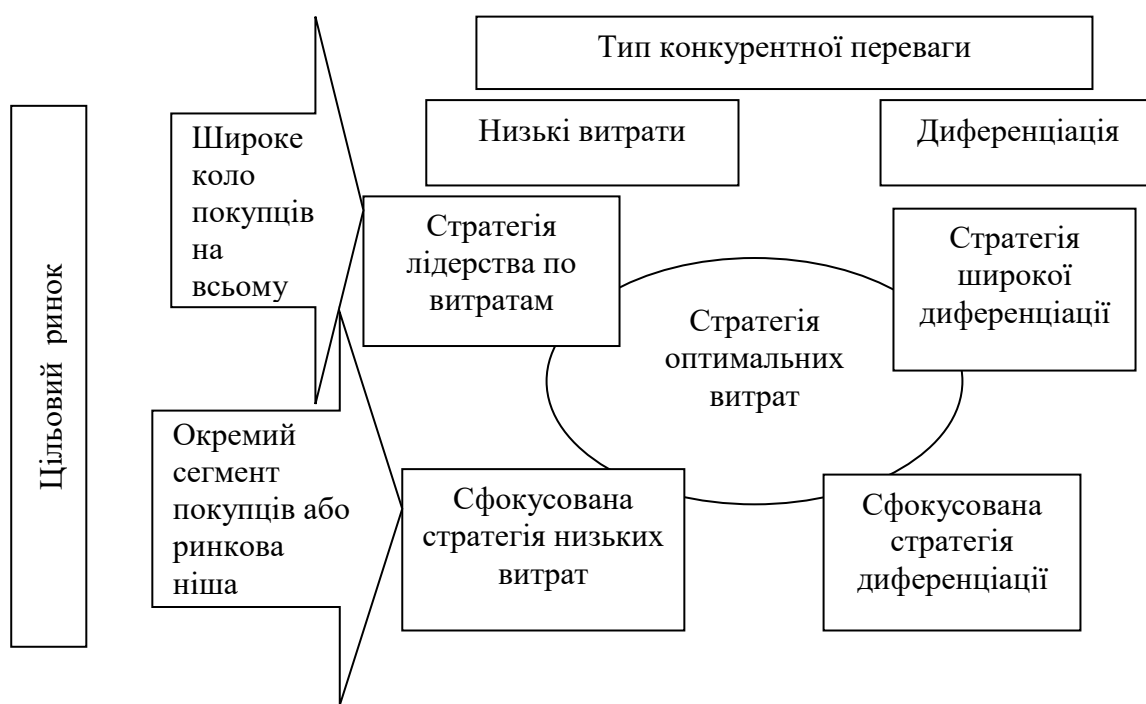 Тип конкурентної переваги
Низькі витрати
Диференціація
Цільовий ринок
Широке
коло
покупців
на
всьому
Стратегія
лідерства по
витратам
Стратегія
оптимальних
витрат
Стратегія
широкої
диференціації
Окремий
сегмент
покупців або
ринкова
ніша
Сфокусована
стратегія низьких
витрат
Сфокусована
стратегія
диференціації